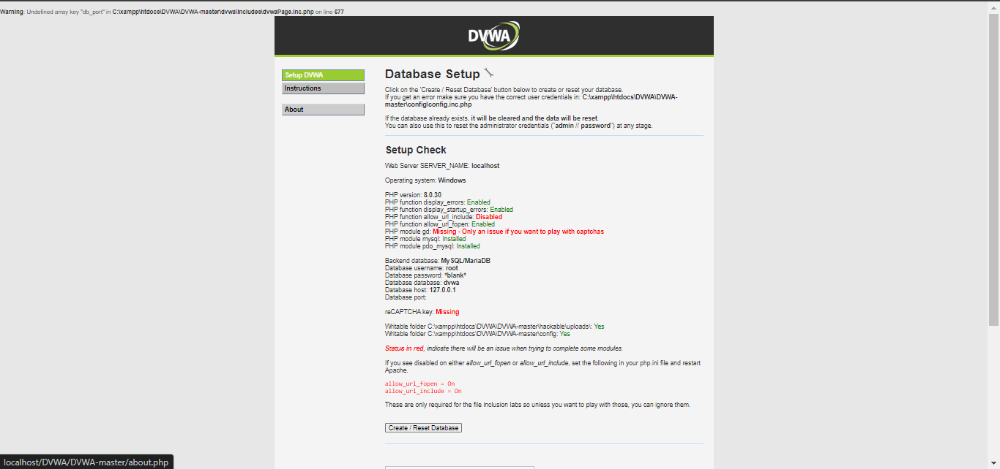 Warning: Undefined array key "db_port" in C:\xampp\htdocs\DVWA\DVWA-master\dvwa\includes\dvwaPage.inc.php on line 677
DVWA
Setup DVWA
Instructions
About
Database Setup
Click on the 'Create / Reset Database' button below to create or reset your database.
If you get an error make sure you have the correct user credentials in: C:\xampp\htdocs\DVWA\DVWA-
master\config\config.inc.php
If the database already exists, it will be cleared and the data will be reset.
You can also use this to reset the administrator credentials ("admin // password") at any stage.
Setup Check
Web Server SERVER_NAME: localhost
Operating system: Windows
PHP version: 8.0.30
PHP function display_errors: Enabled
PHP function display_startup_errors: Enabled
PHP function allow_url_include: Disabled
PHP function allow_url_fopen: Enabled
PHP module gd: Missing - Only an issue if you want to play with captchas
PHP module mysql: Installed
PHP module pdo_mysql: Installed
Backend database: MySQL/MariaDB
Database username: root
Database password: *blank*
Database database: dvwa
Database host: 127.0.0.1
Database port:
reCAPTCHA key: Missing
Writable folder C:\xampp\htdocs\DVWA\DVWA-master\hackable\uploads\: Yes
Writable folder C:\xampp\htdocs\DVWA\DVWA-master\config: Yes
Status in red, indicate there will be an issue when trying to complete some modules.
If you see disabled on either allow_url_fopen or allow_url_include, set the following in your php.ini file and restart
Apache.
allow_url_fopen = On
allow_url_include = On
These are only required for the file inclusion labs so unless you want to play with those, you can ignore them.
Create / Reset Database
localhost/DVWA/DVWA-master/about.php